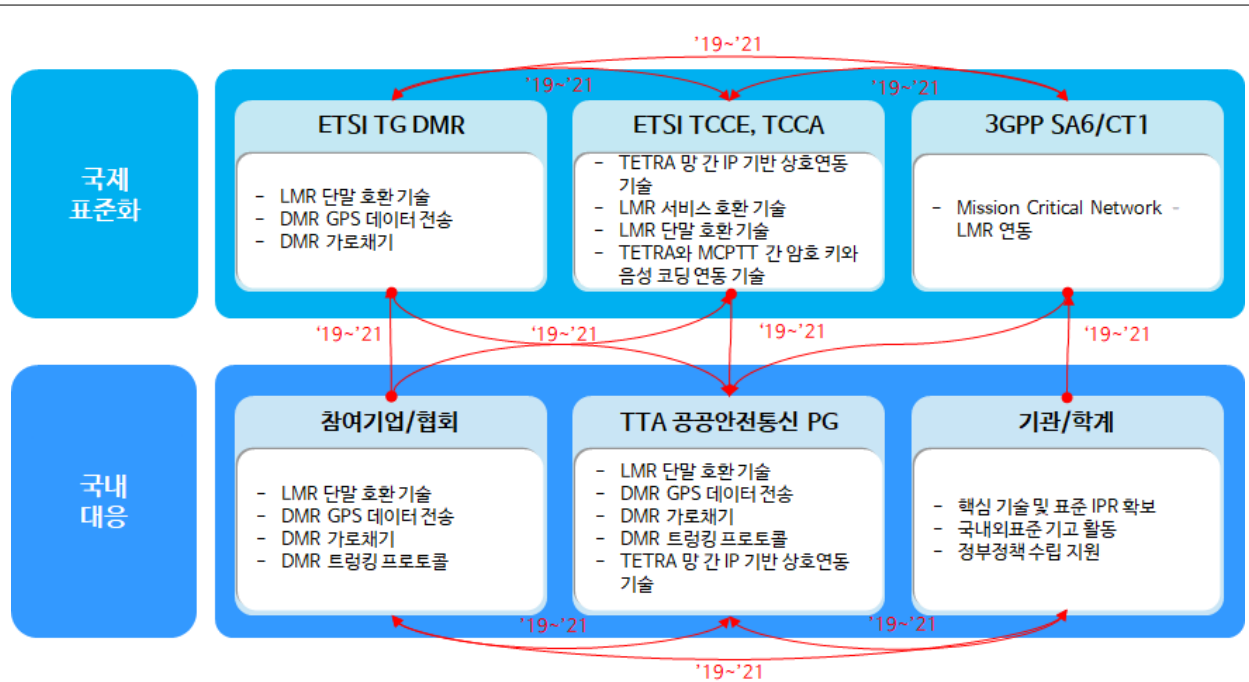 ’19~’21
’19~’21
’19~’21
국제
표준화
ETSI TG DMR
- LMR 단말 호환 기술
- DMR GPS 데이터 전송
- DMR 가로채기
ETSI TCCE, TCCA
- TETRA 망 간 IP 기반 상호연동
기술
- LMR 서비스 호환 기술
- LMR 단말 호환 기술
- TETRA와 MCPTT 간 암호 키와
음성 코딩 연동 기술
3GPP SA6/CT1
- Mission Critical Network -
LMR 연동
‘19~’21
‘19~’21
‘19~’21
‘19~’21
국내
대응
참여기업/협회
- LMR 단말 호환 기술
- DMR GPS 데이터 전송
- DMR 가로채기
- DMR 트렁킹 프로토콜
TTA 공공안전통신 PG
- LMR 단말 호환 기술
- DMR GPS 데이터 전송
- DMR 가로채기
- DMR 트렁킹 프로토콜
- TETRA 망 간 IP 기반 상호연동
기술
기관/학계
- 핵심 기술 및 표준 IPR 확보
- 국내외표준 기고 활동
- 정부정책 수립 지원
’19~’21
’19~’21
’19~’21